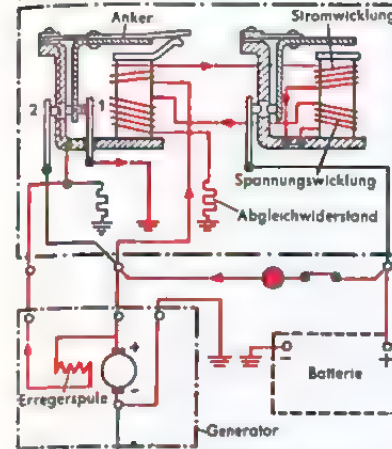 Anker
Stromwicklung
2
1
Spannungswicklung
Abgleichwiderstand
+
-
-
+
Batterie
Erregerspule
Generator